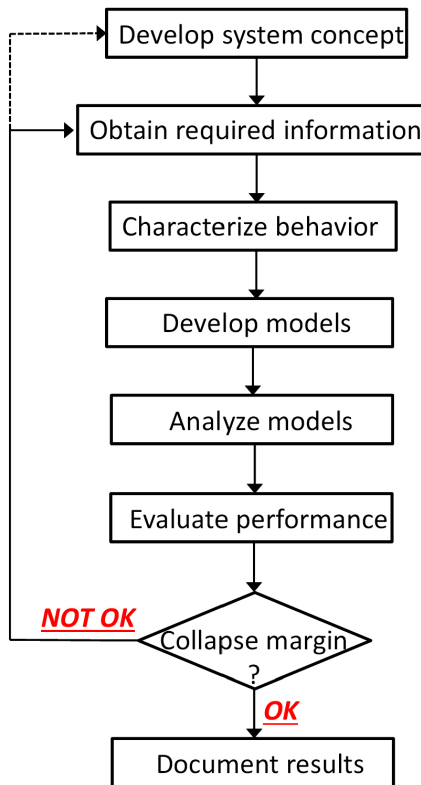 Develop system concept
Obtain required information
Characterize behavior
Develop models
Analyze models
Evaluate performance
NOT OK
Collapse margin
?
OK
Document results